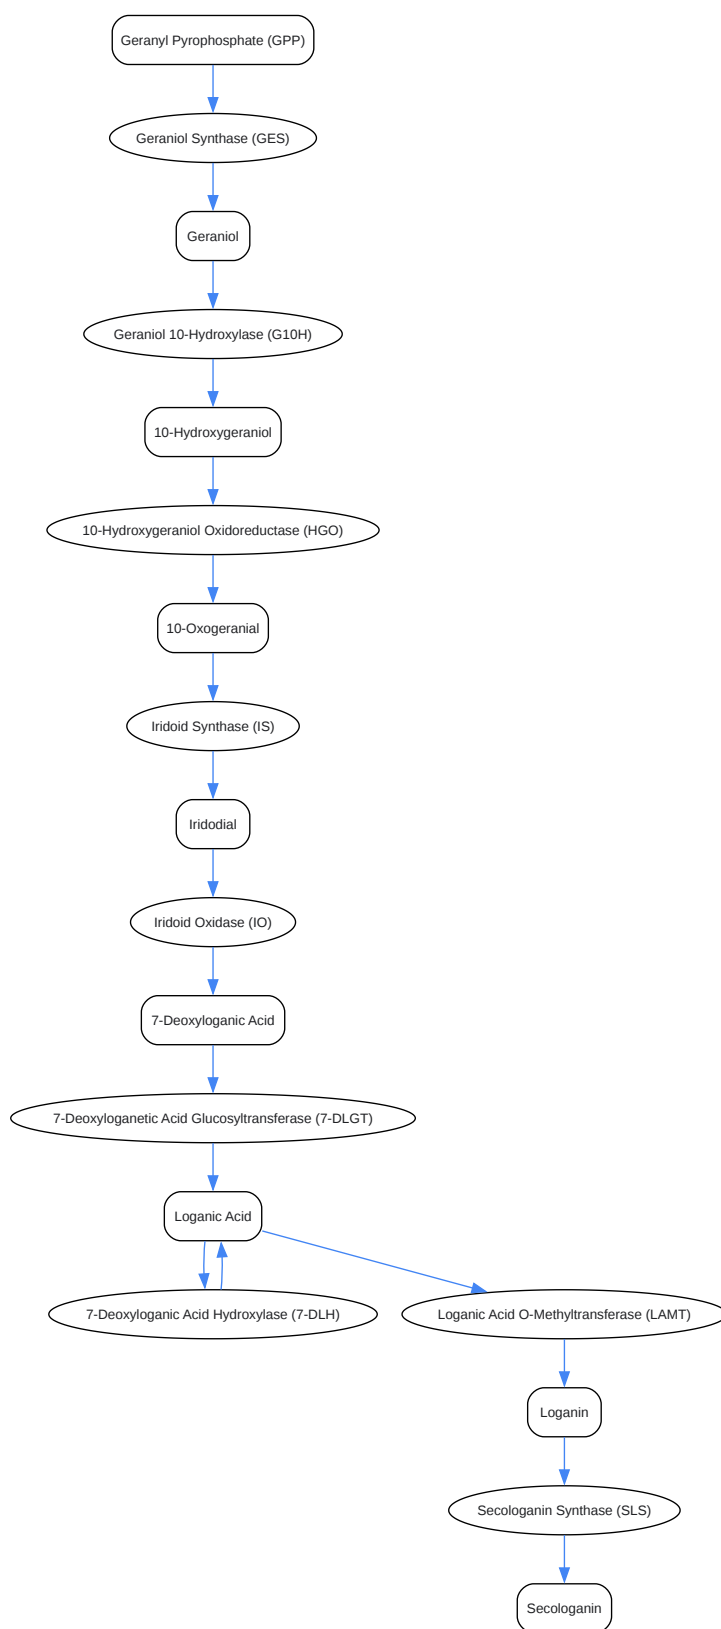 Geranyl Pyrophosphate (GPP)
Geraniol Synthase (GES)
Geraniol
Geraniol 10-Hydroxylase (G10H)
10-Hydroxygeraniol
10-Hydroxygeraniol Oxidoreductase (HGO)
10-Oxogeranial
Iridoid Synthase (IS)
Iridodial
Iridoid Oxidase (IO)
7-Deoxyloganic Acid
7-Deoxyloganetic Acid Glucosyltransferase (7-DLGT)
Loganic Acid
7-Deoxyloganic Acid Hydroxylase (7-DLH)
Loganic Acid O-Methyltransferase (LAMT)
Loganin
Secologanin Synthase (SLS)
Secologanin